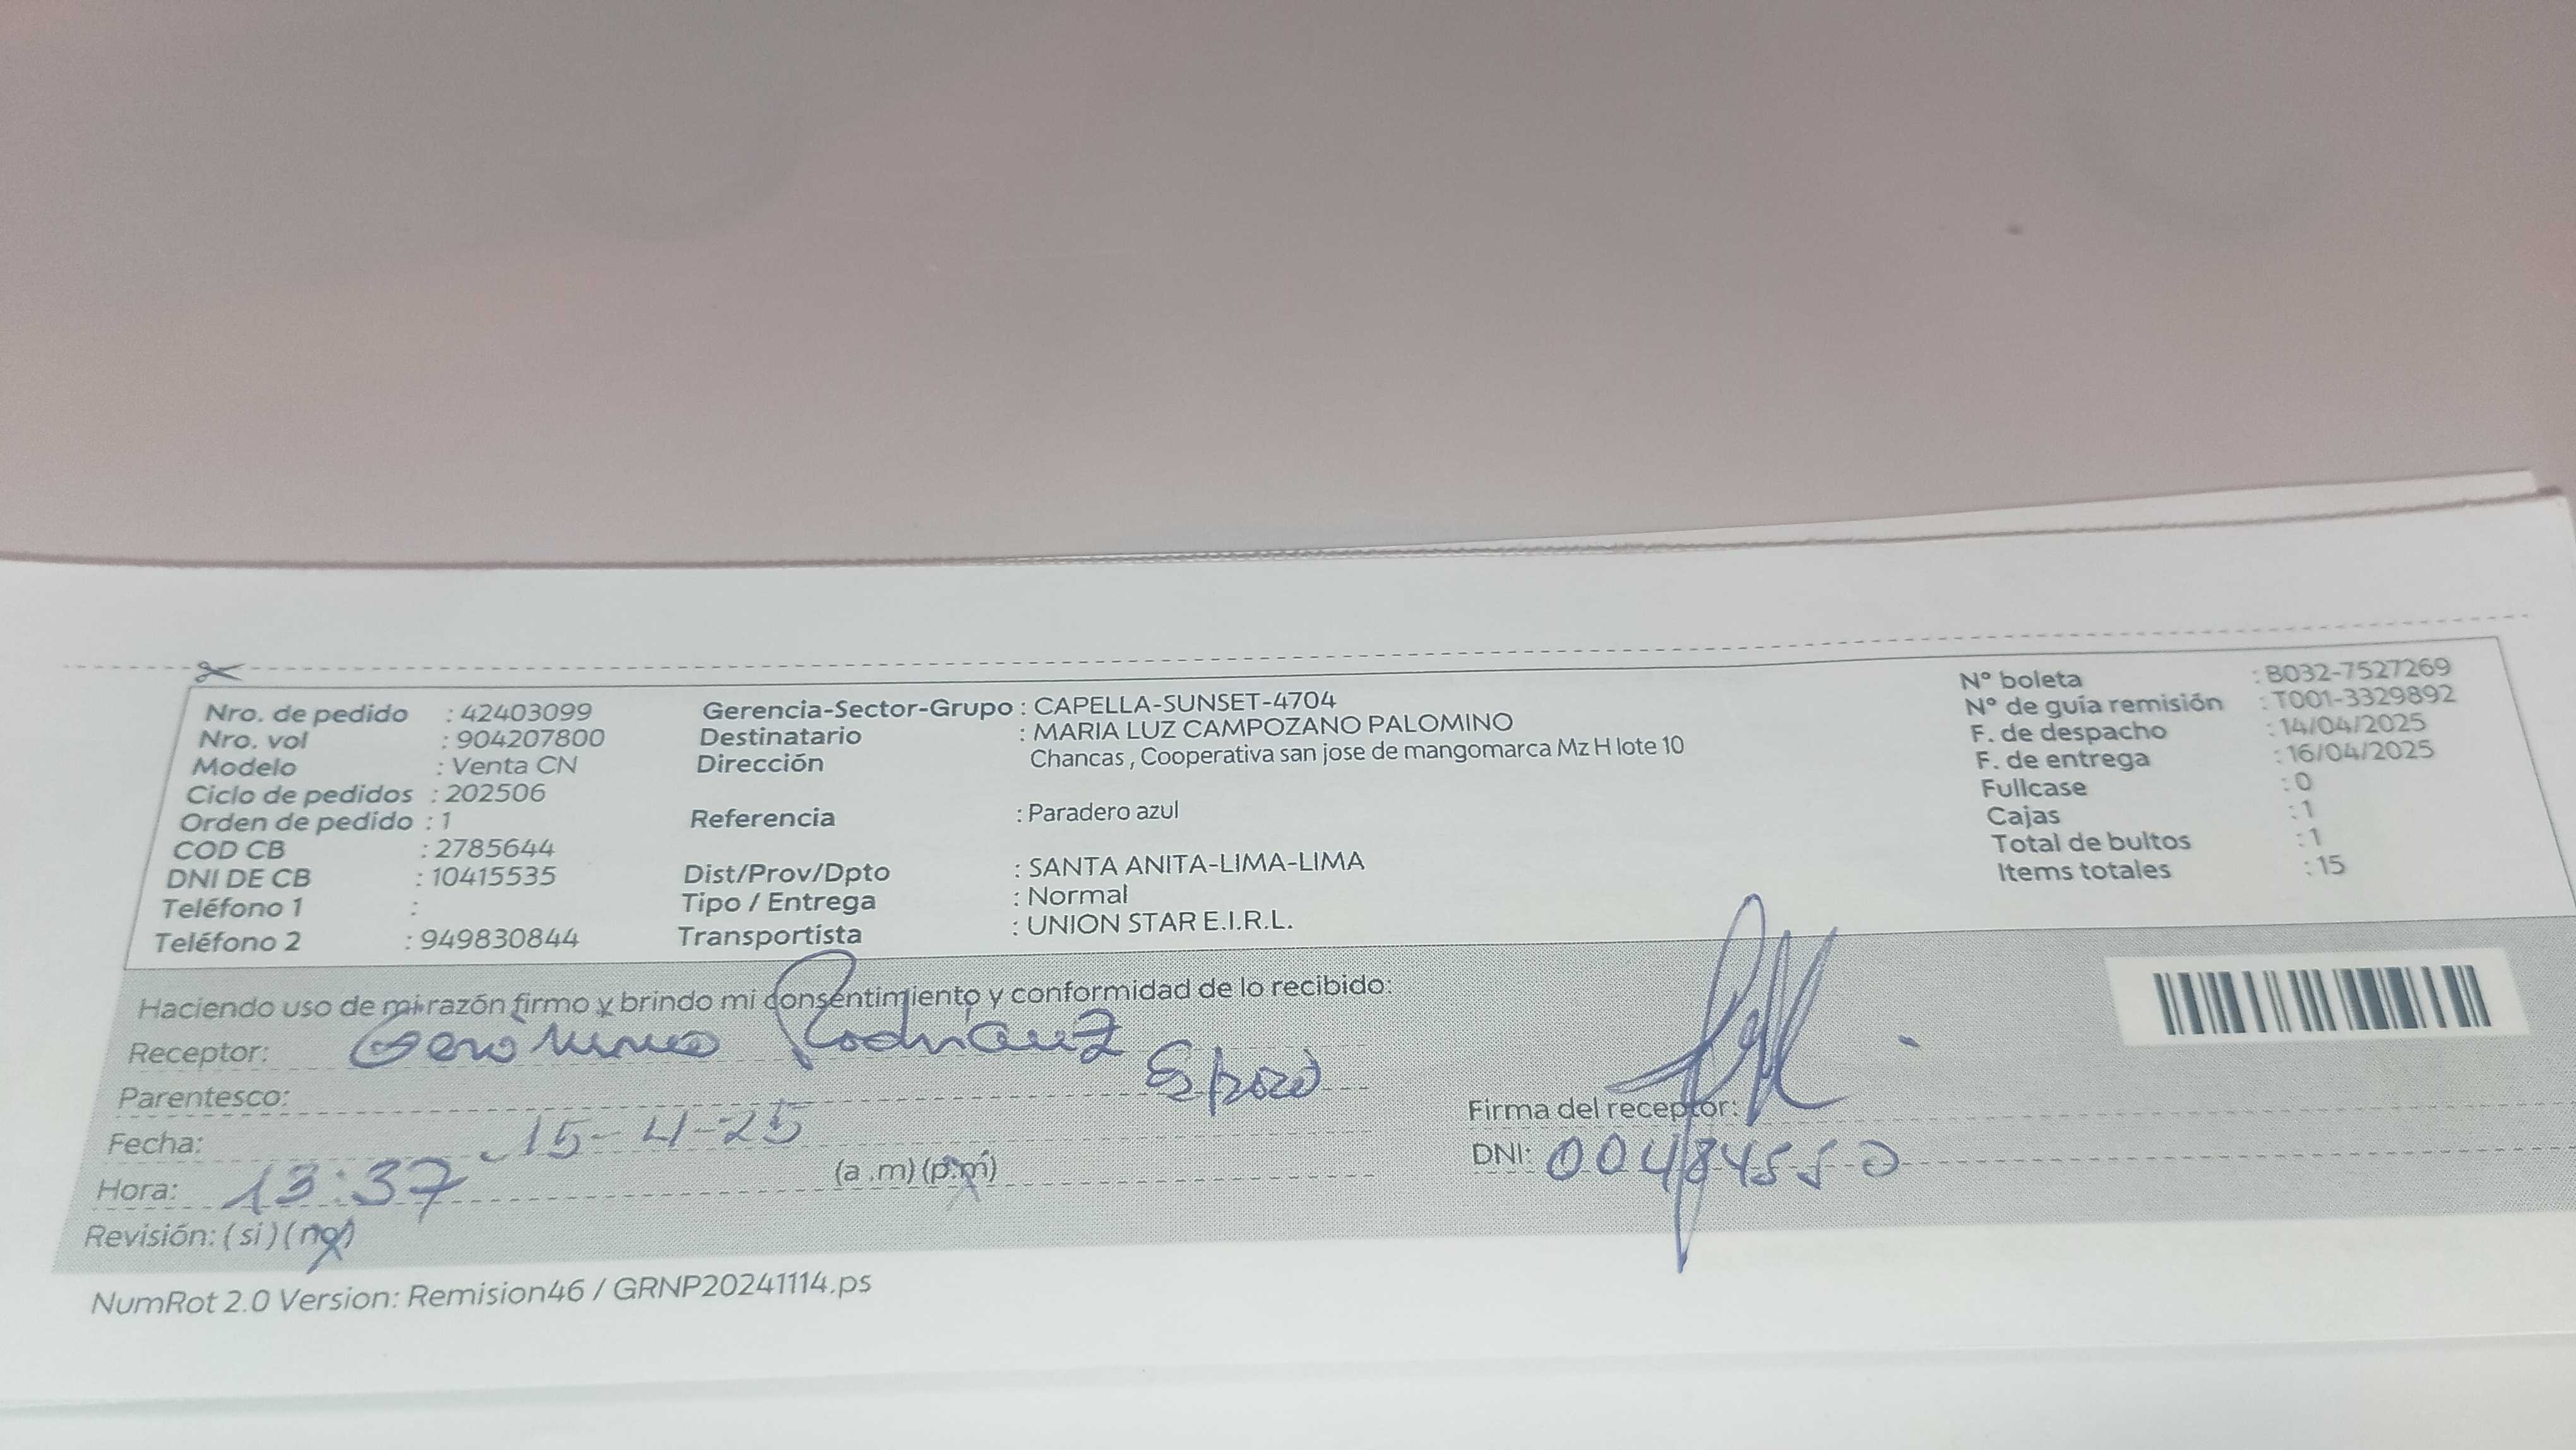 Nro. de pedido : 42403099
Nro. vol : 904207800
Modelo : Venta CN
Ciclo de pedidos : 202506
Orden de pedido : 1
COD CB : 2785644
DNI DE CB : 10415535
Teléfono 1 :
Teléfono 2 : 949830844
Gerencia-Sector-Grupo : CAPELLA-SUNSET-4704
Destinatario : MARIA LUZ CAMPOZANO PALOMINO
Dirección Chancas , Cooperativa san jose de mangomarca Mz H lote 10
Referencia : Paradero azul
Dist/Prov/Dpto : SANTA ANITA-LIMA-LIMA
Tipo / Entrega : Normal
Transportista : UNION STAR E.I.R.L.
N° boleta : B032-7527269
N° de guía remisión : T001-3329892
F. de despacho : 14/04/2025
F. de entrega : 16/04/2025
Fullcase : 0
Cajas : 1
Total de bultos : 1
Items totales : 15
Haciendo uso de mi razón firmo y brindo mi consentimiento y conformidad de lo recibido:
Receptor: Gerónimo Rodriguez
Parentesco: Esposo
Fecha: 15-4-25
Hora: 13:37 (a.m) (p.m)
Revisión: (si) (no)
Firma del receptor:
DNI: 00484550
NumRot 2.0 Version: Remision46 / GRNP20241114.ps